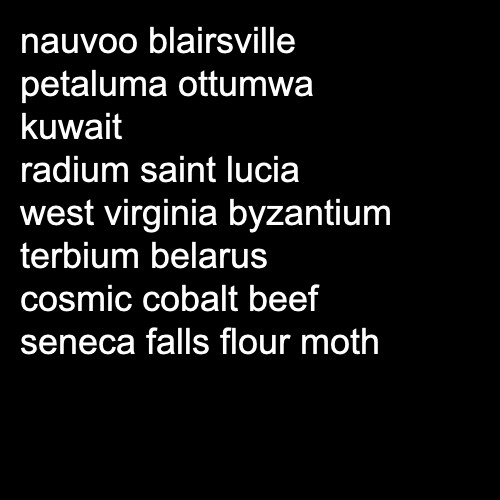 nauvoo blairsville
petaluma ottumwa
kuwait
radium saint lucia
west virginia byzantium
terbium belarus
cosmic cobalt beef
seneca falls flour moth